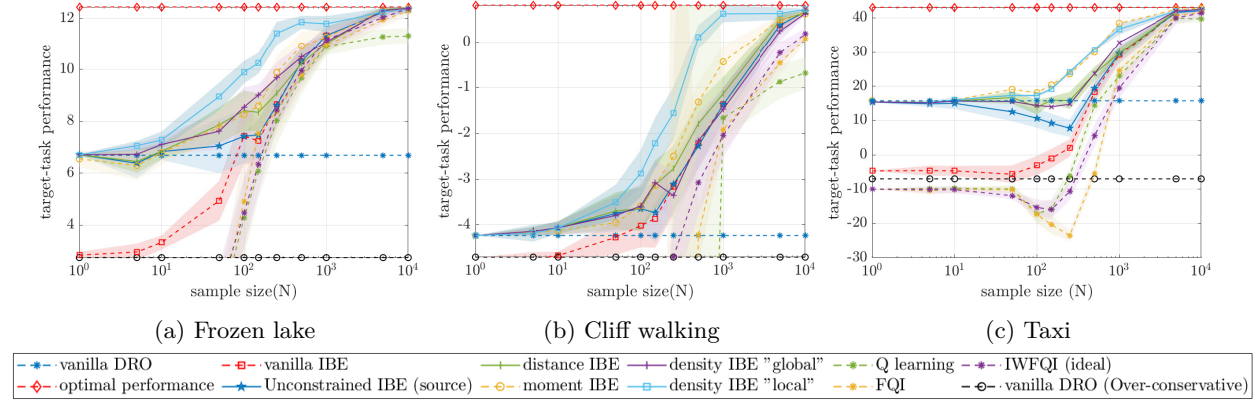 12
10
8
6
4
target-task performance
10^0
10^1
10^2
10^3
10^4
sample size(N)
(a) Frozen lake
0
-1
-2
-3
-4
target-task performance
10^0
10^1
10^2
10^3
10^4
sample size(N)
(b) Cliff walking
40
30
20
10
0
-10
-20
-30
target-task performance
10^0
10^1
10^2
10^3
10^4
sample size (N)
(c) Taxi
vanilla DRO
vanilla IBE
distance IBE
density IBE "global"
Q learning
IWFQI (ideal)
optimal performance
Unconstrained IBE (source)
moment IBE
density IBE "local"
FQI
vanilla DRO (Over-conservative)